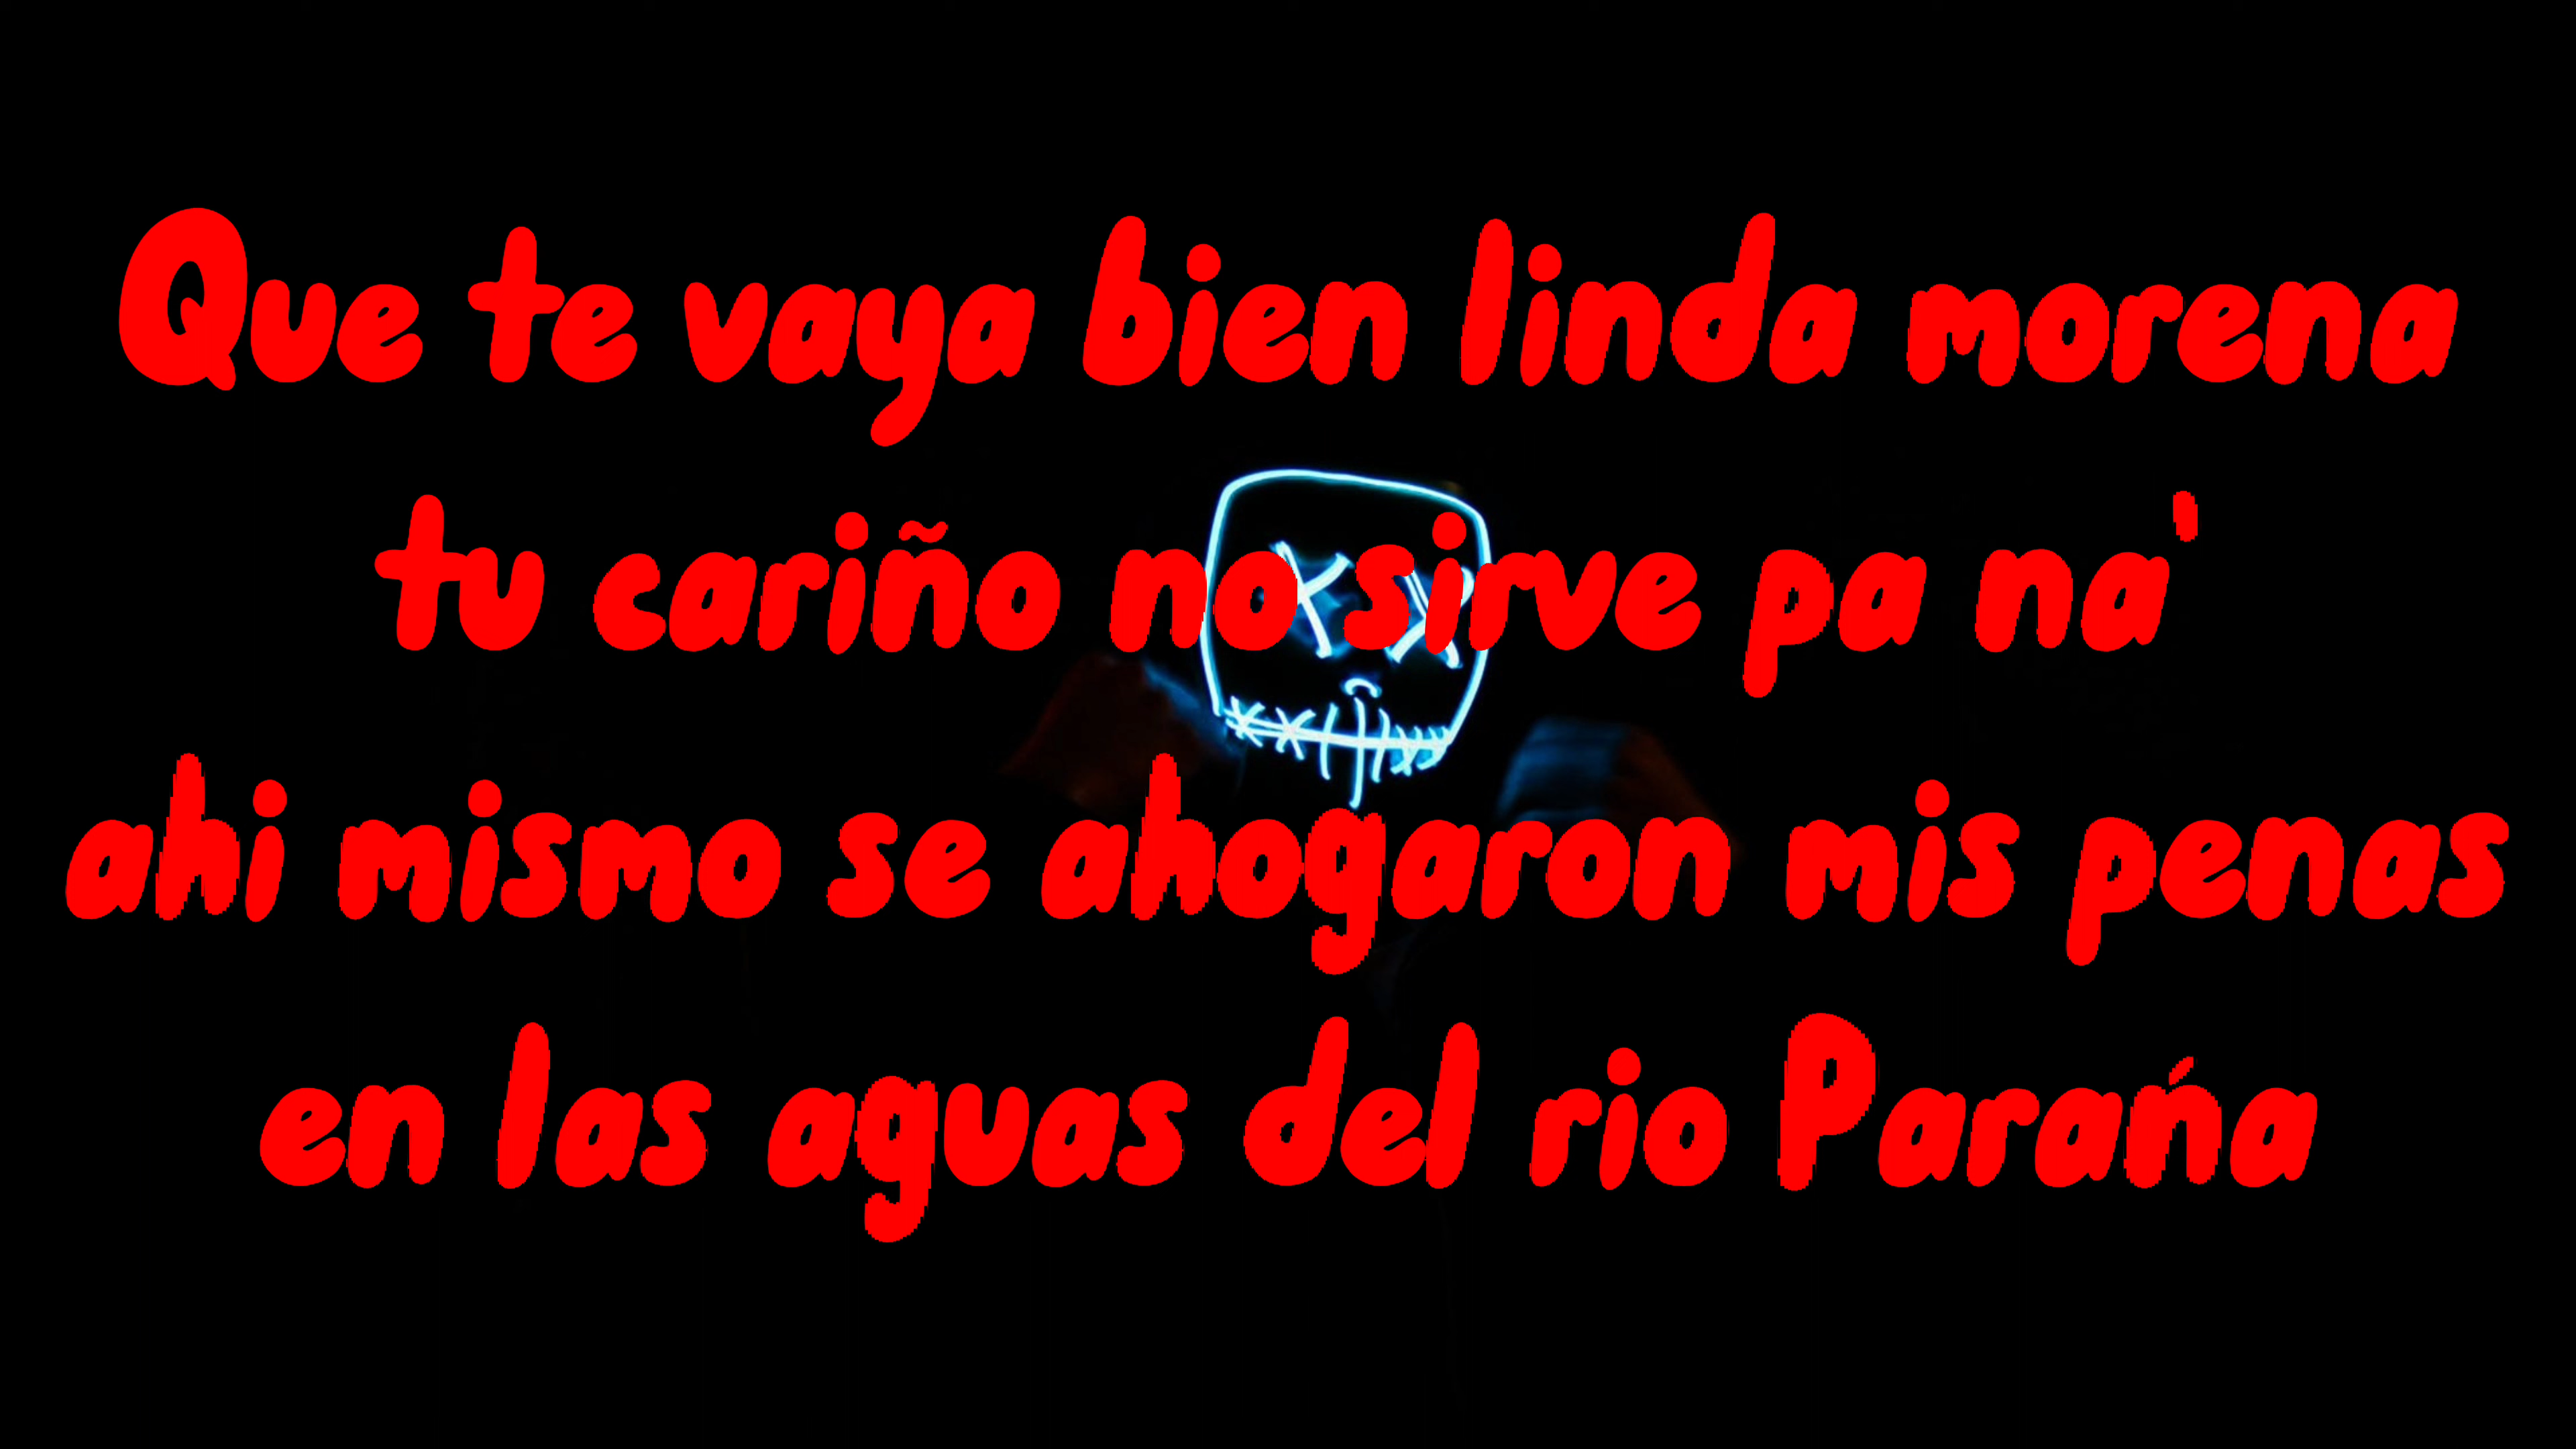 Que te vaya bien linda morena
tu cariño no sirve pa na'
ahi mismo se ahogaron mis penas
en las aguas del rio Parańa